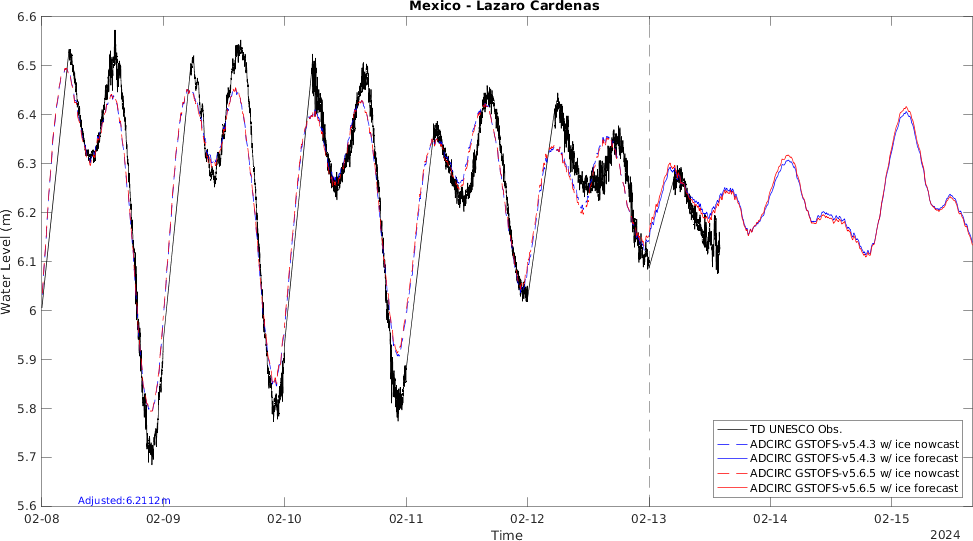 Mexico - Lazaro Cardenas
6.6
6.5
6.4
6.3
6.2
6.1
6
5.9
5.8
5.7
5.6
Water Level (m)
Adjusted:6.2112m
TD UNESCO Obs.
ADCIRC GSTOFS-v5.4.3 w/ ice nowcast
ADCIRC GSTOFS-v5.4.3 w/ ice forecast
ADCIRC GSTOFS-v5.6.5 w/ ice nowcast
ADCIRC GSTOFS-v5.6.5 w/ ice forecast
02-08 02-09 02-10 02-11 02-12 02-13 02-14 02-15
Time
2024